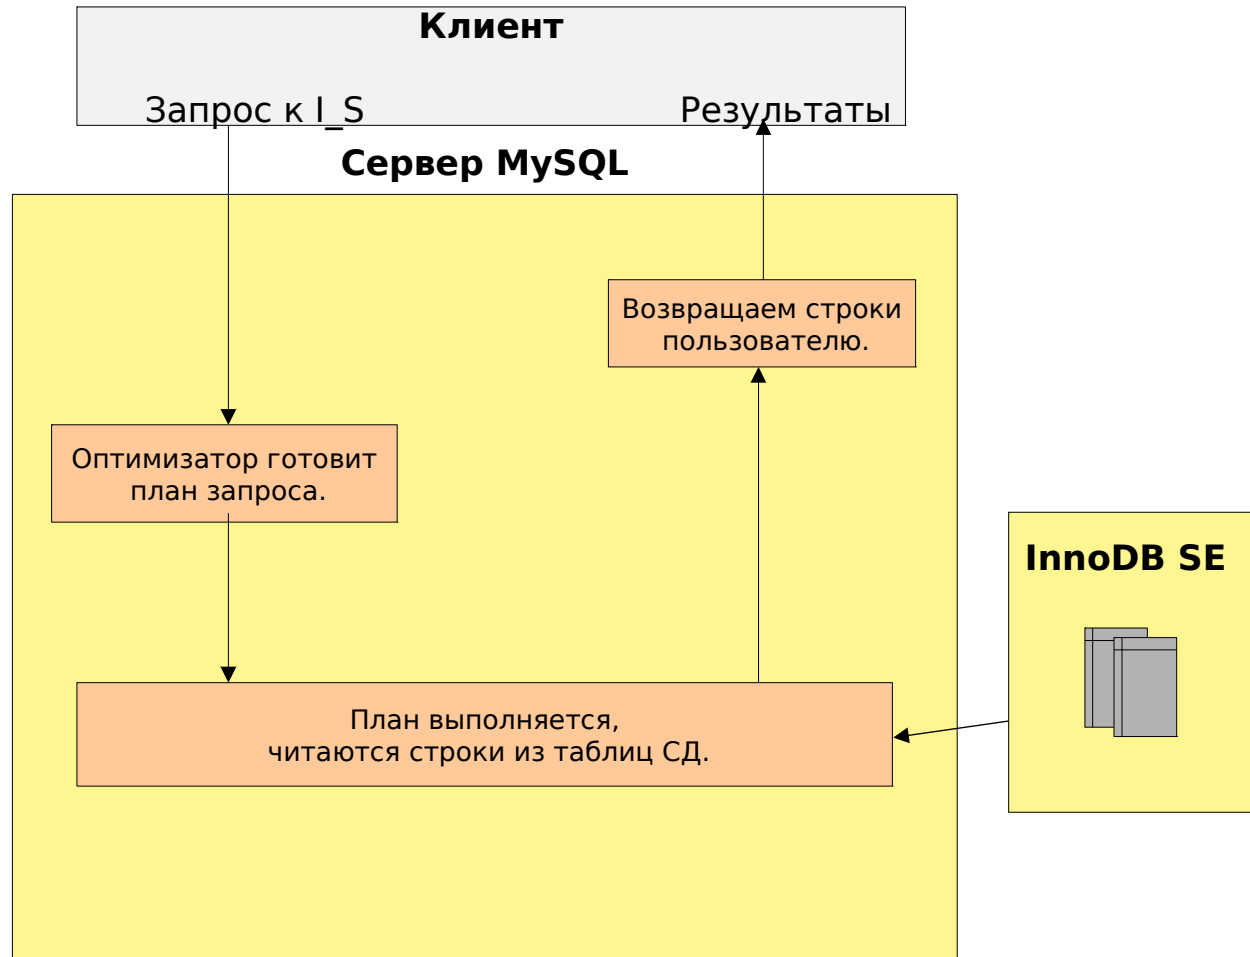 Клиент
Запрос к I_S
Результаты
Сервер MySQL
Возвращаем строки
пользователю.
Оптимизатор готовит
план запроса.
InnoDB SE
План выполняется,
читаются строки из таблиц СД.